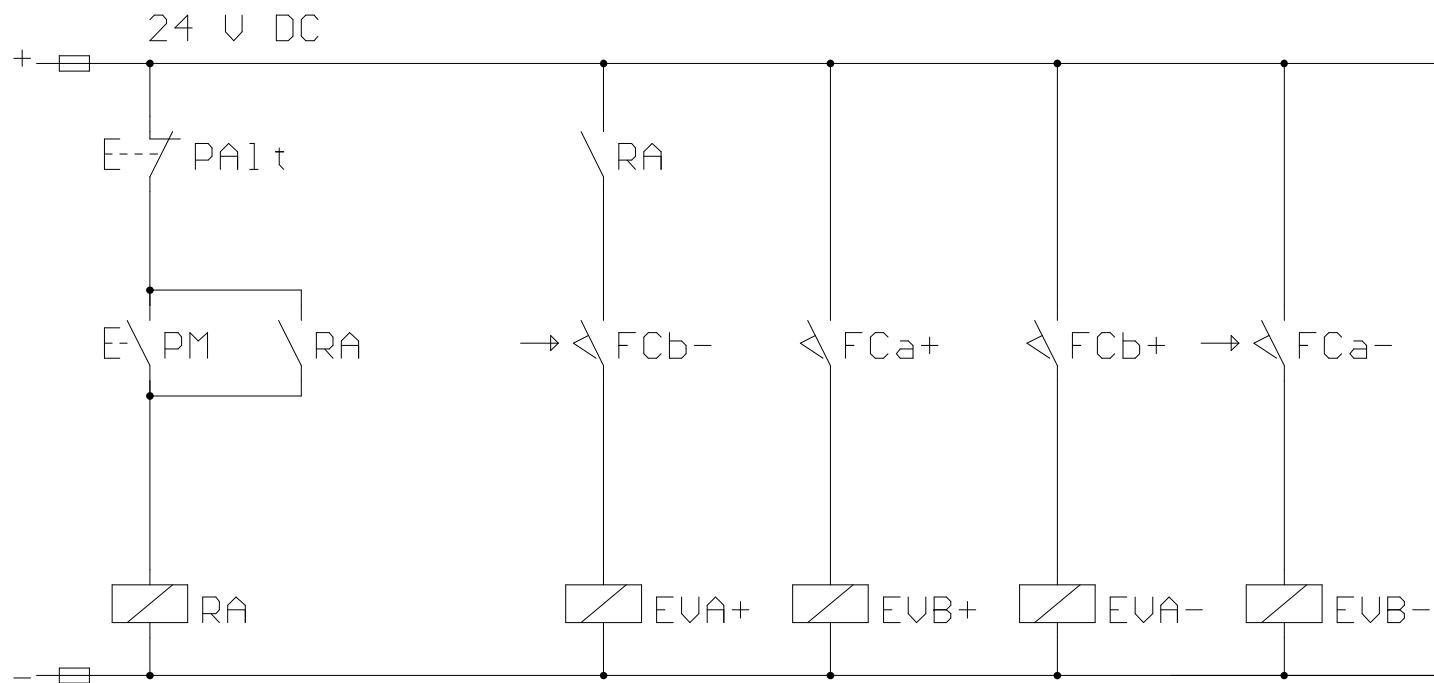 24 V DC
+
PAlt
RA
PM
RA
FCb-
FCa+
FCb+
FCa-
RA
EVA+
EVB+
EVA-
EVB-
-